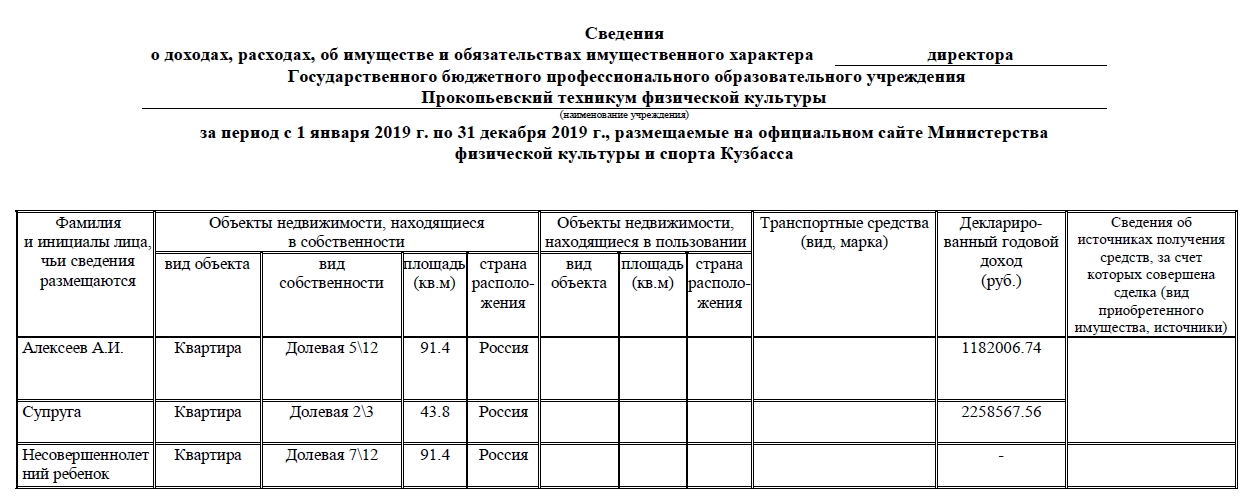 Сведения
о доходах, расходах, об имуществе и обязательствах имущественного характера директора
Государственного бюджетного профессионального образовательного учреждения
Прокопьевский техникум физической культуры
(наименование учреждения)
за период с 1 января 2019 г. по 31 декабря 2019 г., размещаемые на официальном сайте Министерства
физической культуры и спорта Кузбасса
Фамилия
и инициалы лица,
чьи сведения
размещаются
Объекты недвижимости, находящиеся
в собственности
Объекты недвижимости,
находящиеся в пользовании
Транспортные средства
(вид, марка)
Деклариро-
ванный годовой
доход
(руб.)
Сведения об
источниках получения
средств, за счет
которых совершена
сделка (вид
приобретенного
имущества, источники)
вид объекта
вид
собственности
площадь
(кв.м)
страна
располо-
жения
вид
объекта
площадь
(кв.м)
страна
располо-
жения
Алексеев А.И. Квартира Долевая 5\12 91.4 Россия 1182006.74
Супруга Квартира Долевая 2\3 43.8 Россия 2258567.56
Несовершеннолет Квартира Долевая 7\12 91.4 Россия -
ний ребенок